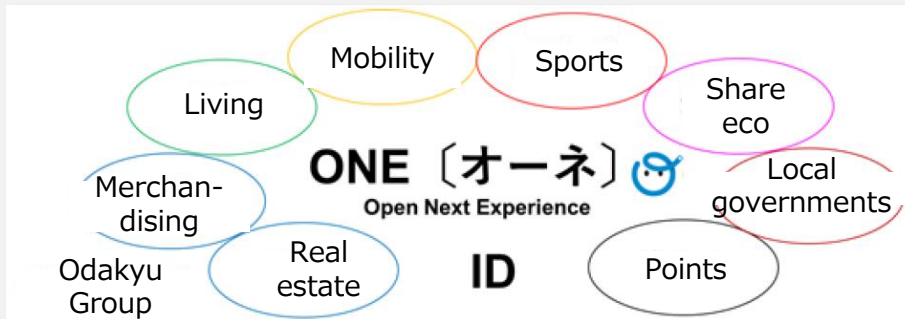 Mobility
Sports
Living
Share
eco
ONE〔オーネ〕
Open Next Experience
Merchan-
dising
Local
governments
Real
estate
ID
Points
Odakyu
Group